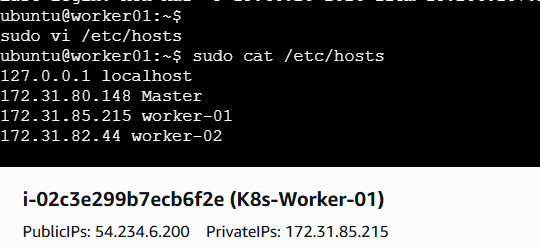 ubuntu@worker01:~$
sudo vi /etc/hosts
ubuntu@worker01:~$ sudo cat /etc/hosts
127.0.0.1 localhost
172.31.80.148 Master
172.31.85.215 worker-01
172.31.82.44 worker-02
i-02c3e299b7ecb6f2e (K8s-Worker-01)
PublicIPs: 54.234.6.200 PrivateIPs: 172.31.85.215